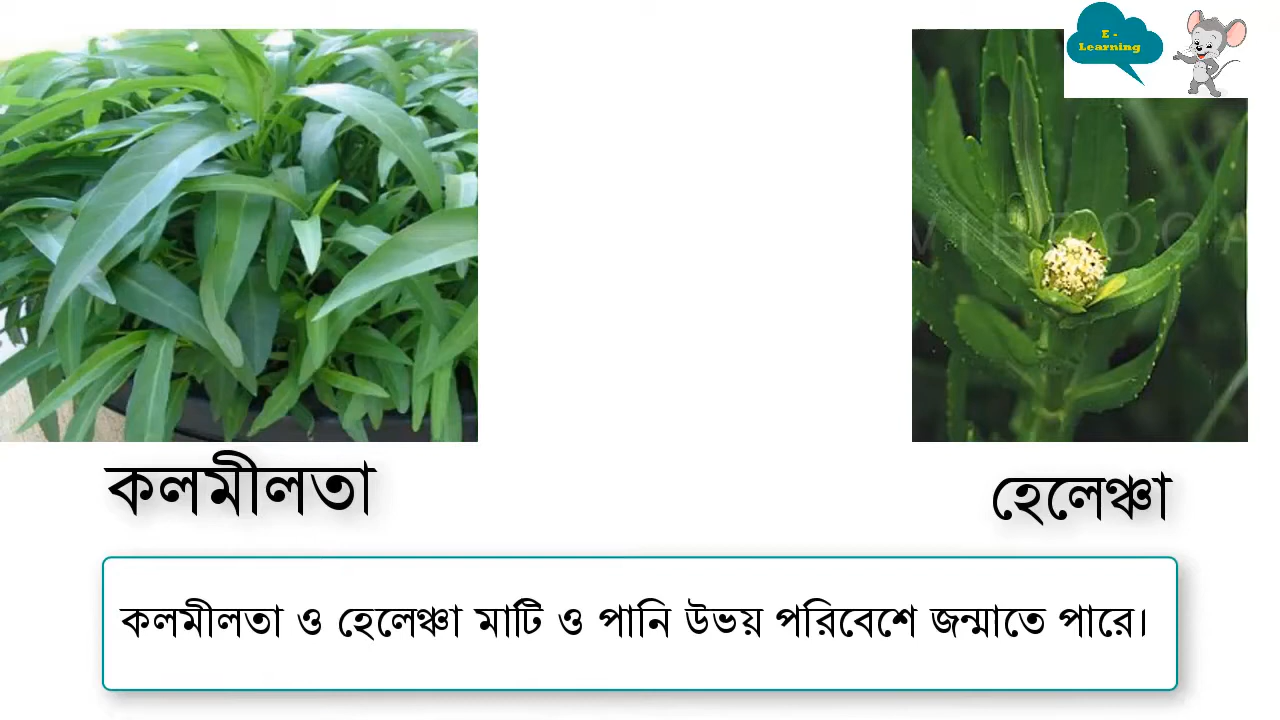 E -
Learning
কলমীলতা
হেলেঞ্চা
কলমীলতা ও হেলেঞ্চা মাটি ও পানি উভয় পরিবেশে জন্মাতে পারে।